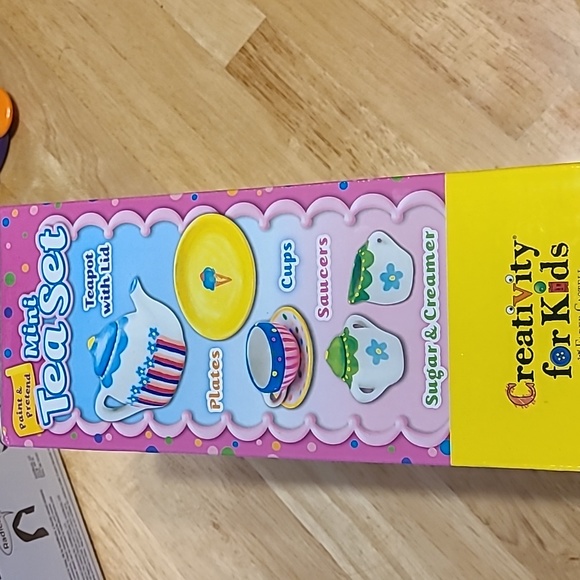 Paint &
Pretend
Mini
Tea Set
Teapot
with Lid
Plates
Cups
Saucers
Sugar & Creamer
Creativity®
for Kids